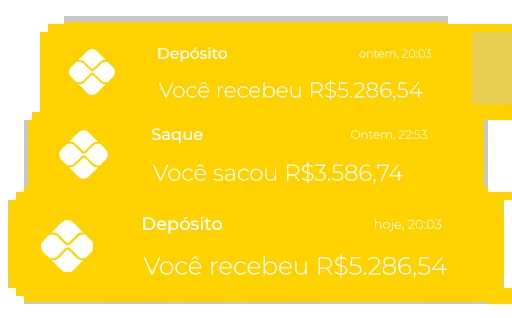 Depósito ontem, 20:03
Você recebeu R$5.286,54
Saque Ontem, 22:53
Você sacou R$3.586,74
Depósito hoje, 20:03
Você recebeu R$5.286,54